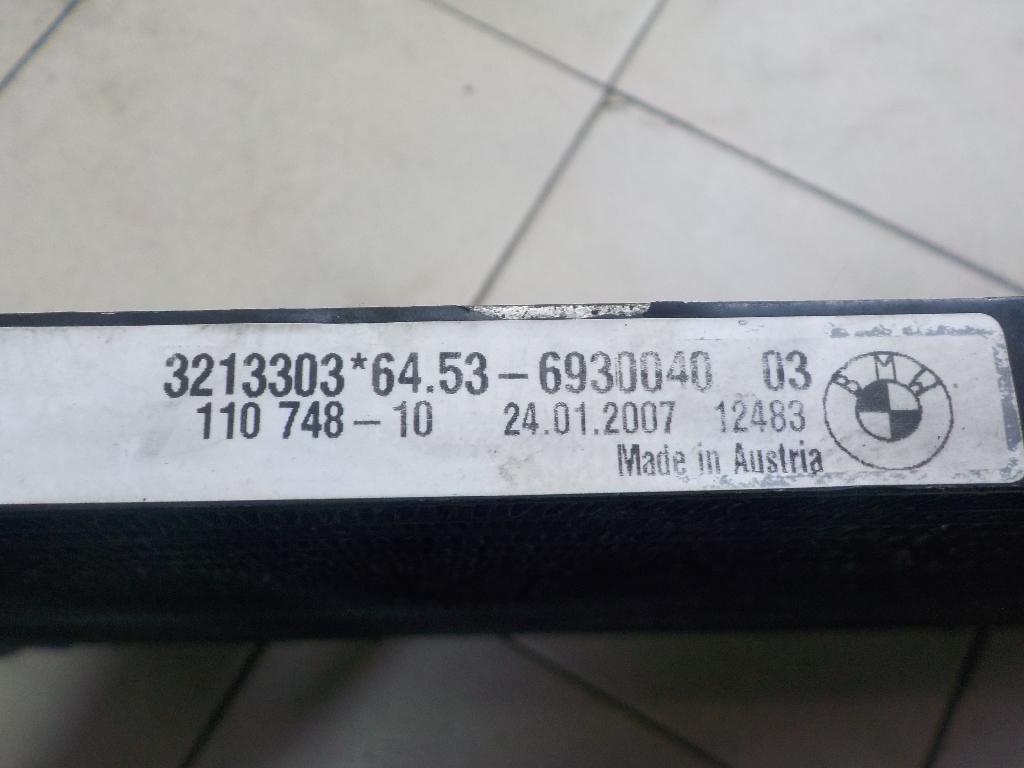 3213303*64.53-6930040 03
110 748-10 24.01.2007 12483
Made in Austria
BMW